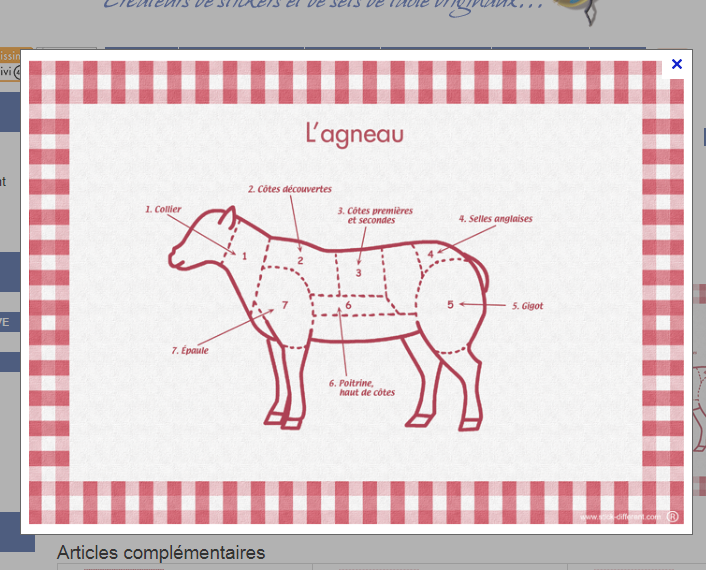 Créateurs de stickers et de sets de table originaux...
ivi
×
L'agneau
2. Côtes découvertes
1. Collier
3. Côtes premières
et secondes
4. Selles anglaises
1
2
3
4
7
6
5
5. Gigot
7. Épaule
6. Poitrine,
haut de côtes
www.stick-different.com ®
VE
Articles complémentaires